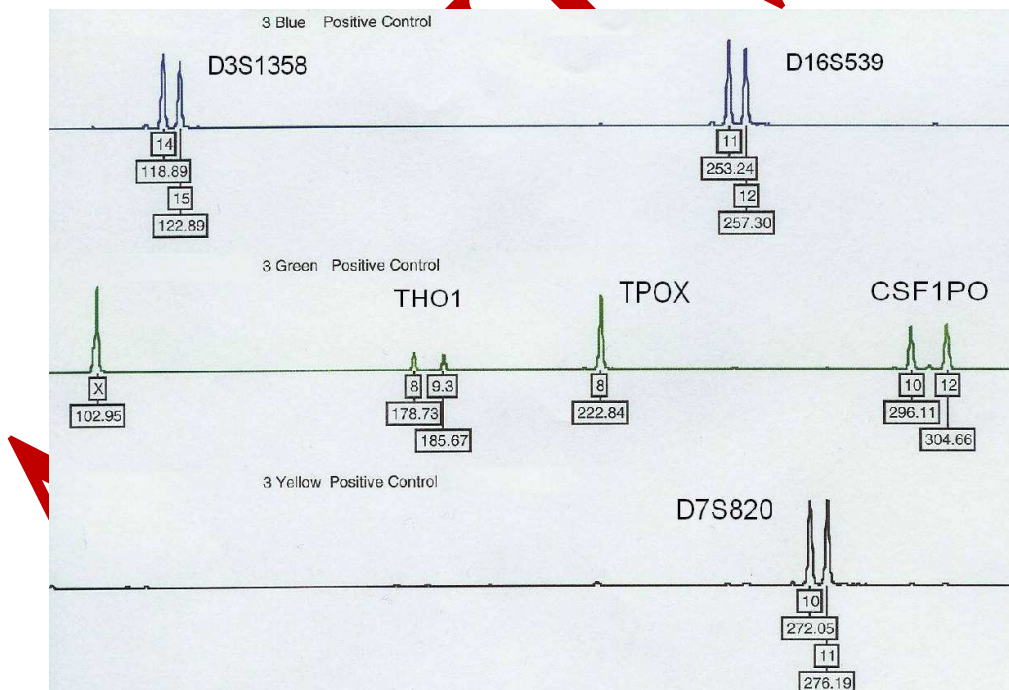 3 Blue Positive Control
D3S1358 D16S539
14 11
118.89 253.24
15 12
122.89 257.30
3 Green Positive Control
THO1 TPOX CSF1PO
X 8 9.3 8 10 12
102.95 178.73 222.84 296.11
185.67 304.66
3 Yellow Positive Control
D7S820
10
272.05
11
276.19